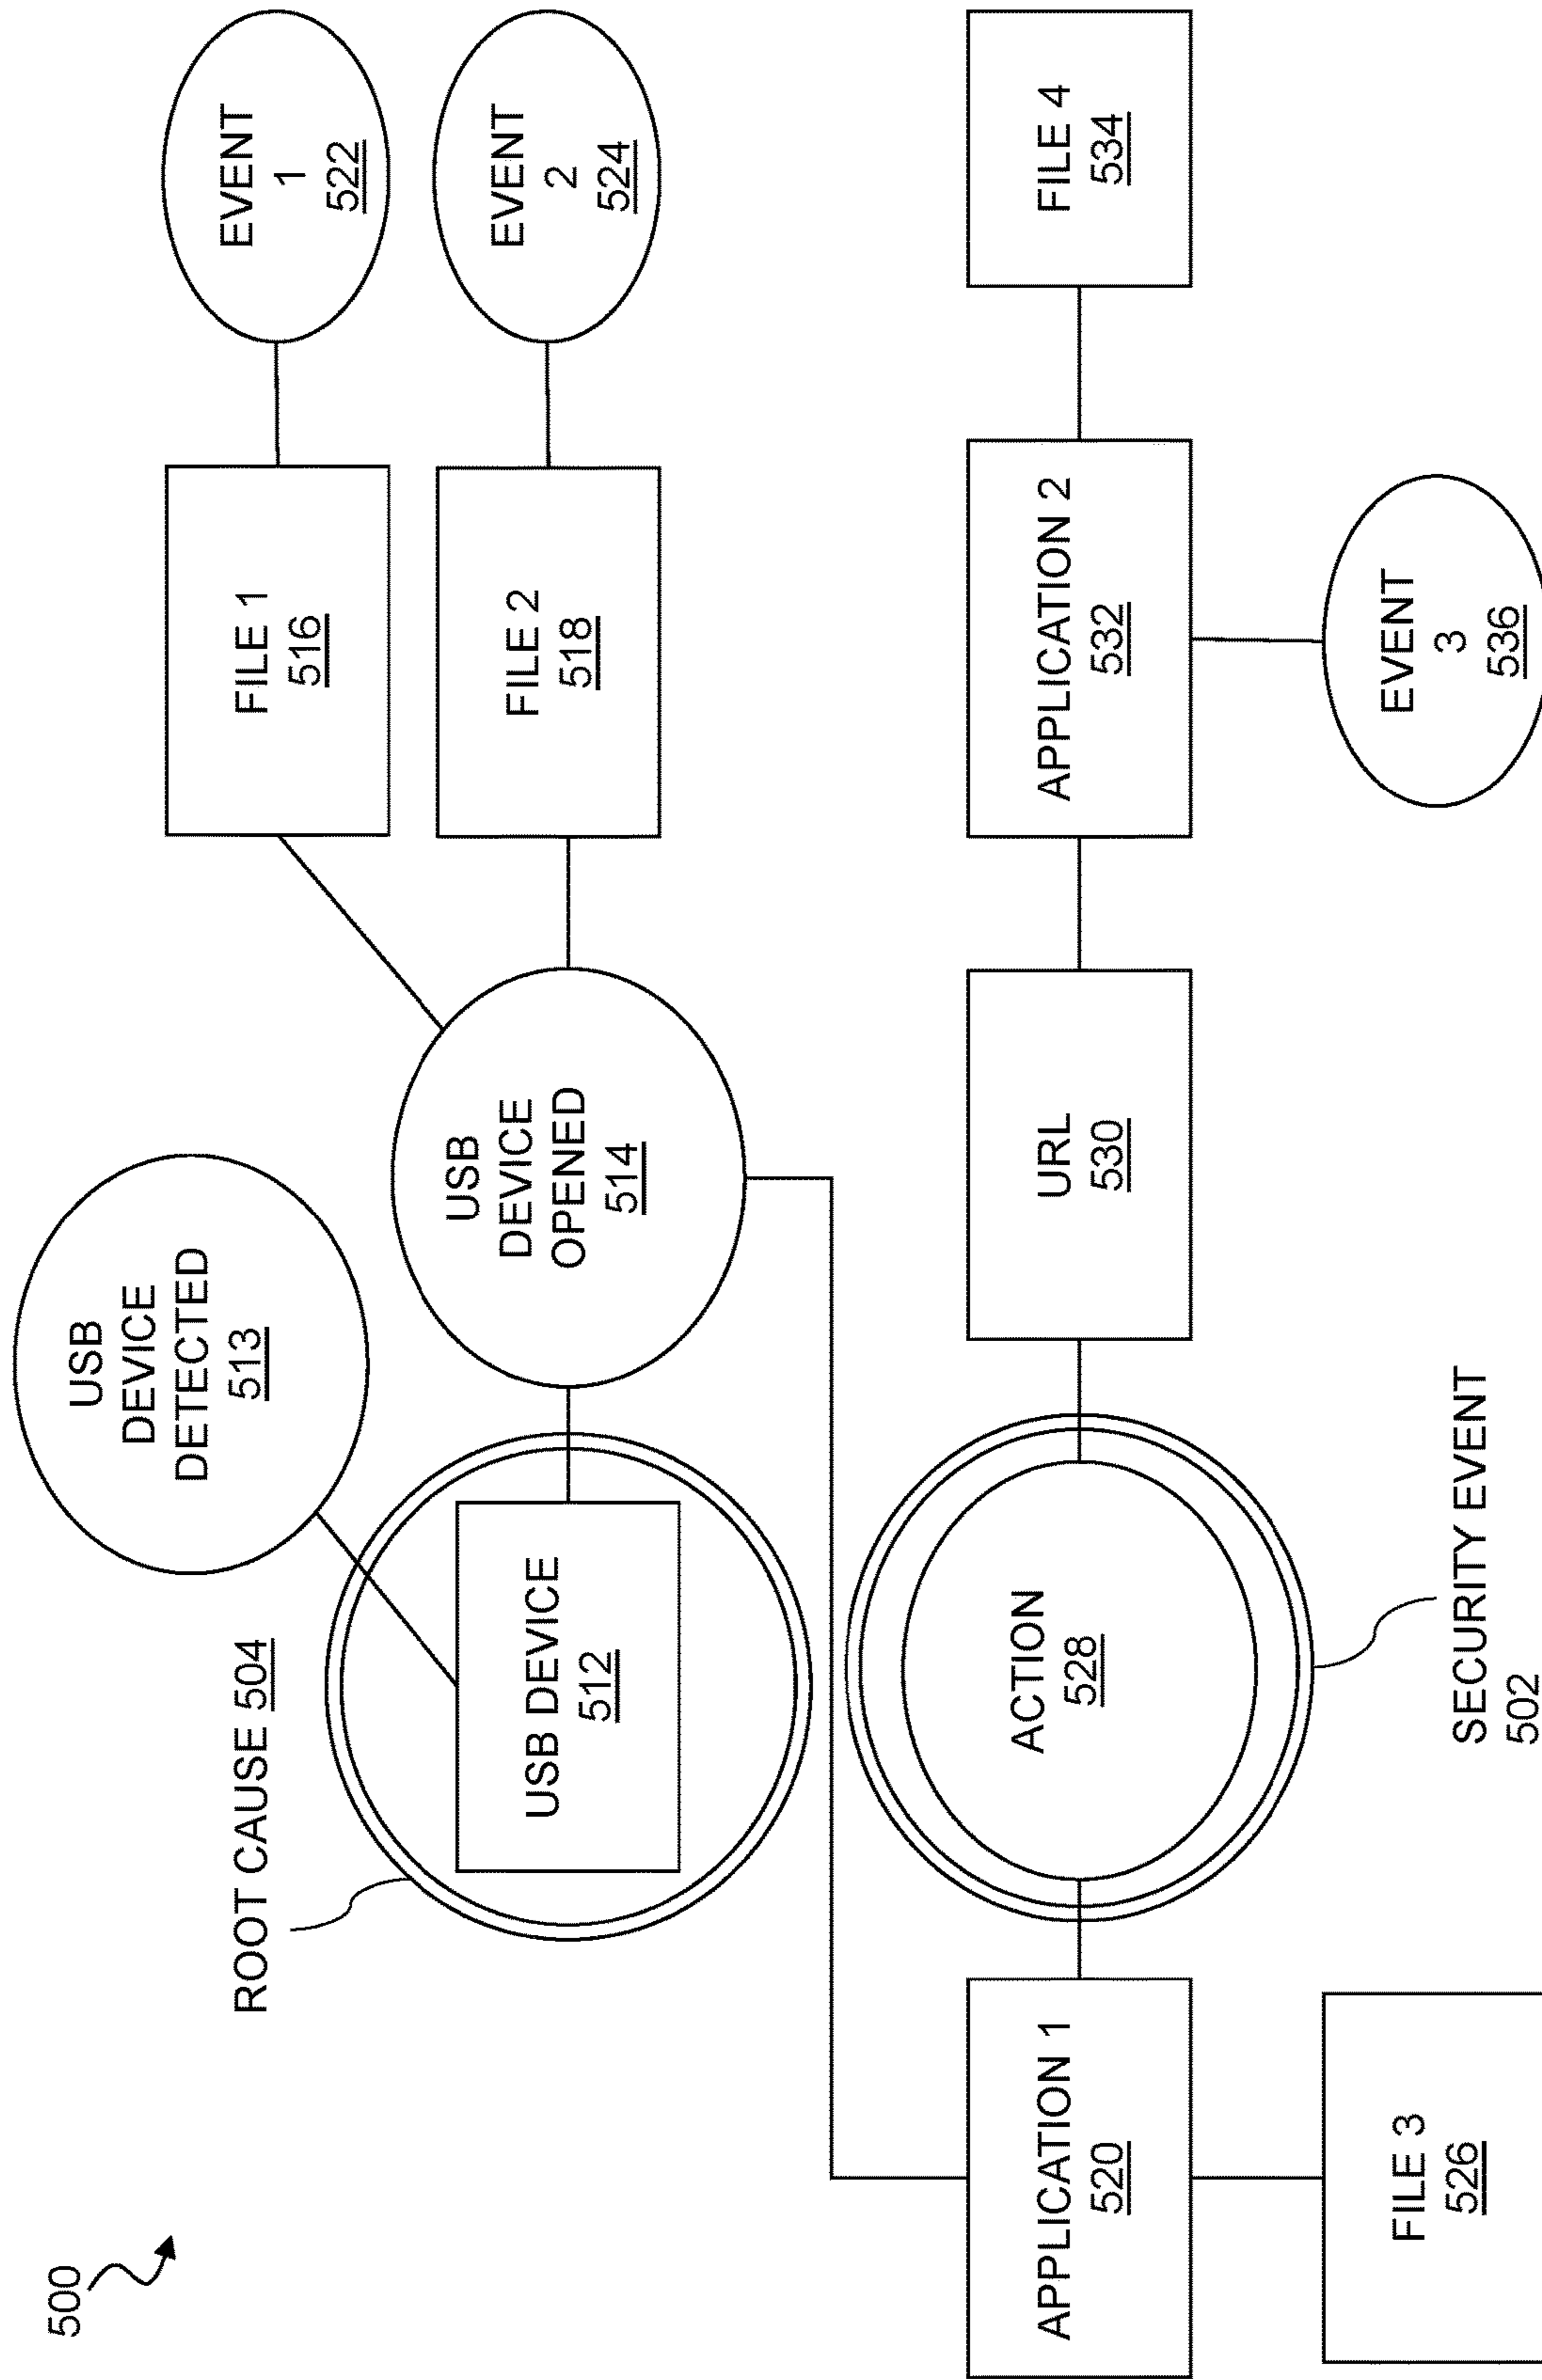 500
ROOT CAUSE 504
USB
DEVICE
DETECTED
513
USB DEVICE
512
USB
DEVICE
OPENED
514
FILE 1
516
EVENT
1
522
FILE 2
518
EVENT
2
524
APPLICATION 1
520
ACTION
528
URL
530
APPLICATION 2
532
FILE 4
534
FILE 3
526
SECURITY EVENT
502
EVENT
3
536